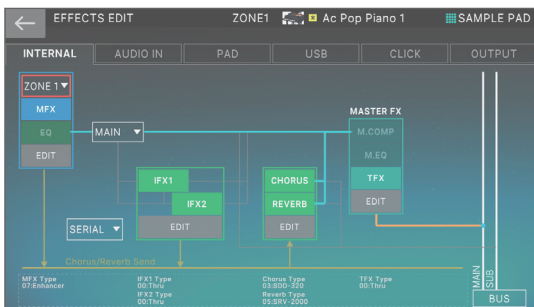 EFFECTS EDIT
ZONE1
Ac Pop Piano 1
SAMPLE PAD
INTERNAL
AUDIO IN
PAD
USB
CLICK
OUTPUT
ZONE 1▼
MFX
EQ
EDIT
MAIN ▼
SERIAL ▼
IFX1
IFX2
EDIT
CHORUS
REVERB
EDIT
MASTER FX
M.COMP
M.EQ
TFX
EDIT
Chorus/Reverb Send
MFX Type
07:Enhancer
IFX1 Type
00:Thru
IFX2 Type
00:Thru
Chorus Type
03:SDD-320
Reverb Type
05:SRV-2000
TFX Type
00:Thru
MAIN
SUB
BUS